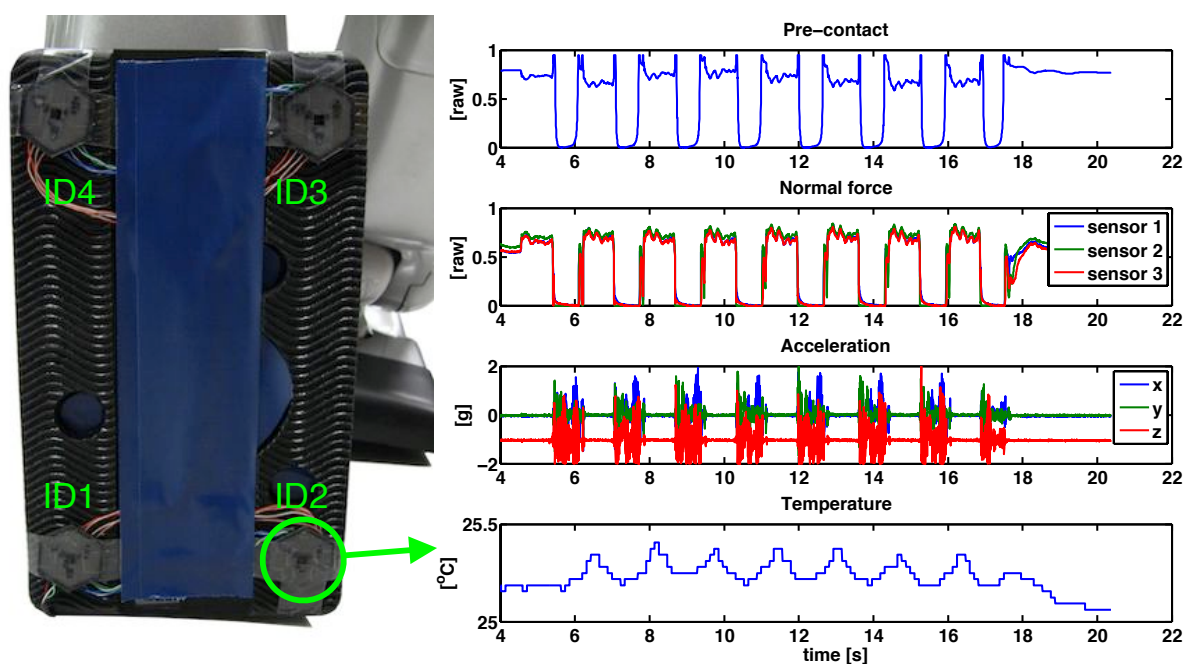 ID4
ID3
ID1
ID2
Pre-contact
[raw]
1
0.5
0
4 6 8 10 12 14 16 18 20 22
Normal force
[raw]
1
0.5
0
sensor 1
sensor 2
sensor 3
4 6 8 10 12 14 16 18 20 22
Acceleration
[g]
2
0
−2
x
y
z
4 6 8 10 12 14 16 18 20 22
Temperature
[°C]
25.5
25
4 6 8 10 12 14 16 18 20 22
time [s]